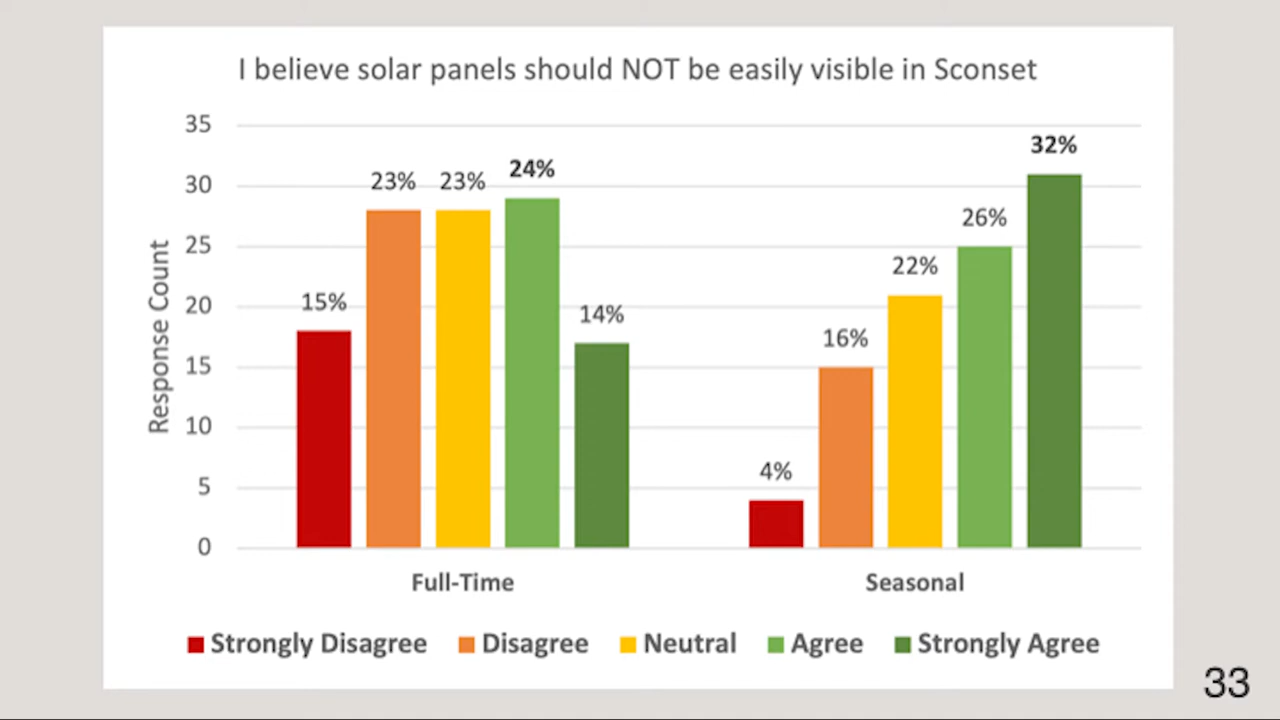 I believe solar panels should NOT be easily visible in Sconset
Response Count
35
30
25
20
15
10
5
0
15%
23%
23%
24%
14%
4%
16%
22%
26%
32%
Full-Time
Seasonal
Strongly Disagree
Disagree
Neutral
Agree
Strongly Agree
33